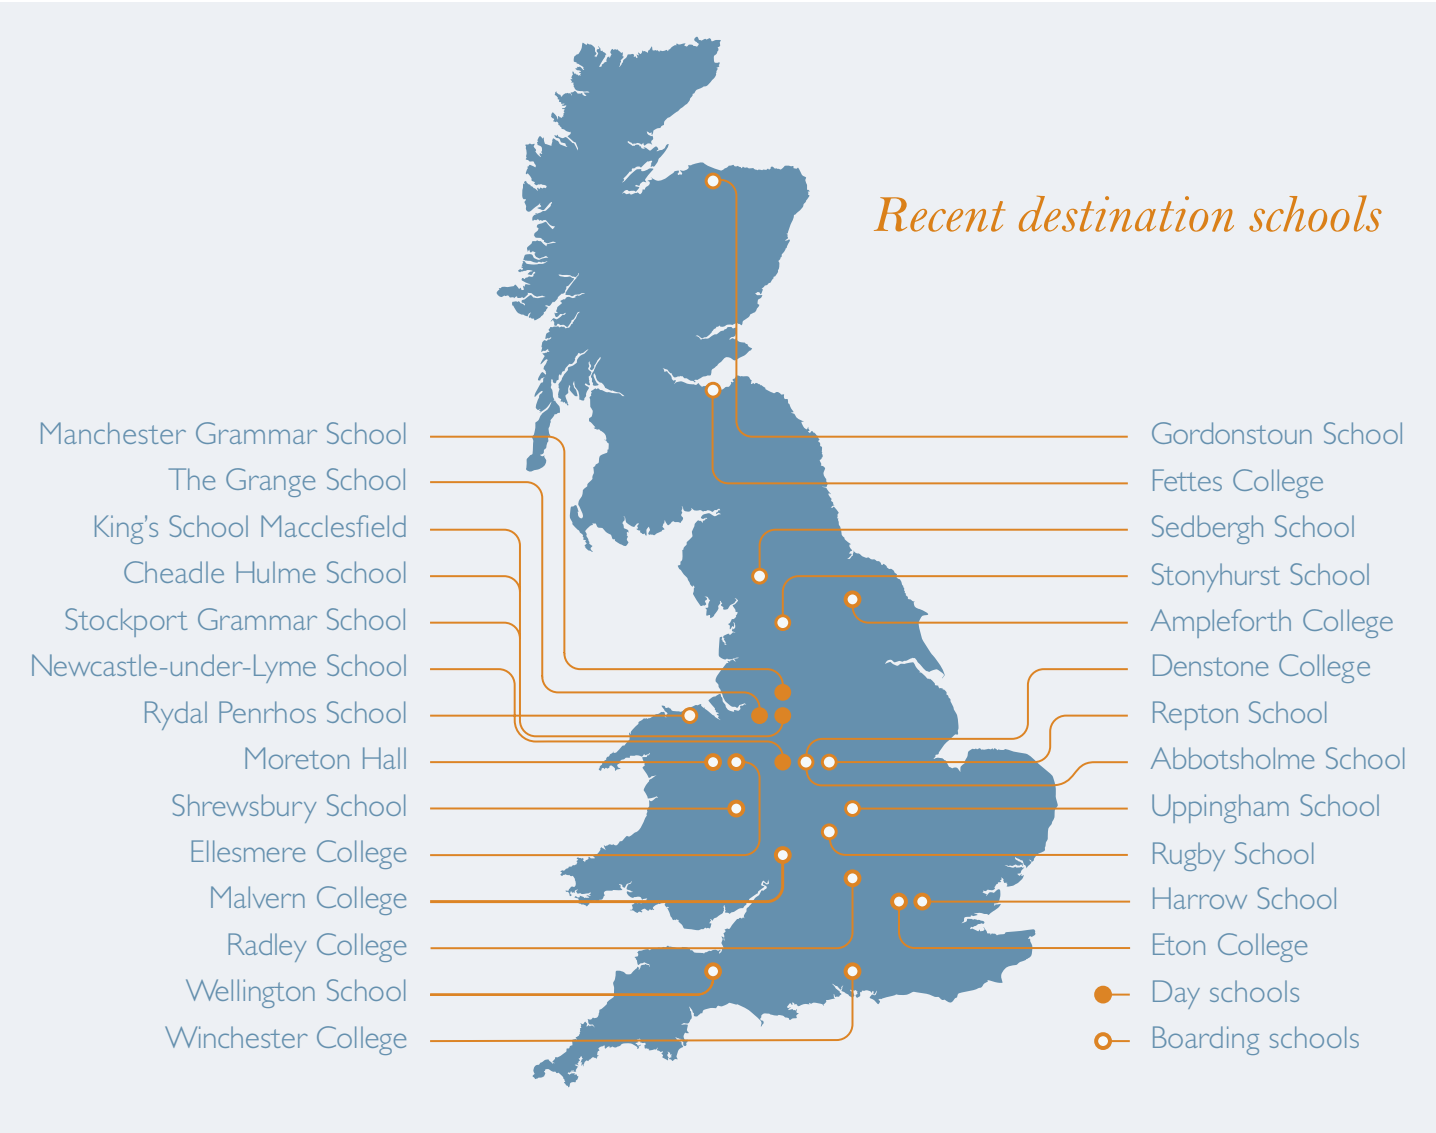 Recent destination schools
Manchester Grammar School
The Grange School
King’s School Macclesfield
Cheadle Hulme School
Stockport Grammar School
Newcastle-under-Lyme School
Rydal Penrhos School
Moreton Hall
Shrewsbury School
Ellesmere College
Malvern College
Radley College
Wellington School
Winchester College
Gordonstoun School
Fettes College
Sedbergh School
Stonyhurst School
Ampleforth College
Denstone College
Repton School
Abbotsholme School
Uppingham School
Rugby School
Harrow School
Eton College
Day schools
Boarding schools